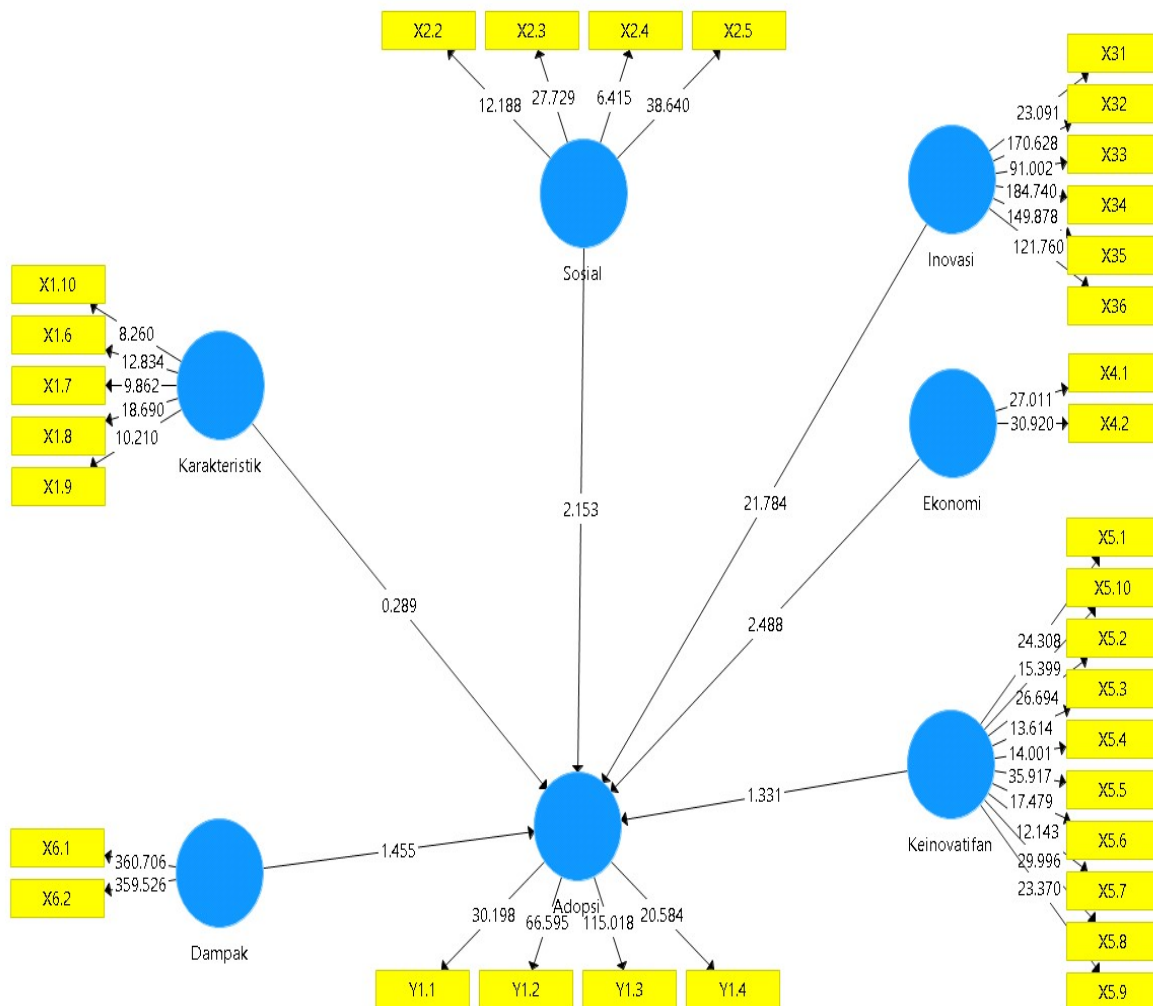 X2.2 X2.3 X2.4 X2.5
12.188 27.729 6.415 38.640
Sosial
X31
X32
X33
X34
X35
X36
23.091
170.628
91.002
184.740
149.878
121.760
Inovasi
X1.10
X1.6
X1.7
X1.8
X1.9
8.260
12.834
9.862
18.690
10.210
Karakteristik
X4.1
X4.2
27.011
30.920
Ekonomi
2.153
21.784
0.289
2.488
1.331
1.455
X5.1
X5.10
X5.2
X5.3
X5.4
X5.5
X5.6
X5.7
X5.8
X5.9
24.308
15.399
26.694
13.614
14.001
35.917
17.479
12.143
29.996
23.370
Keinovatifan
X6.1
X6.2
360.706
359.526
Dampak
Adopsi
30.198 66.595 115.018 20.584
Y1.1 Y1.2 Y1.3 Y1.4